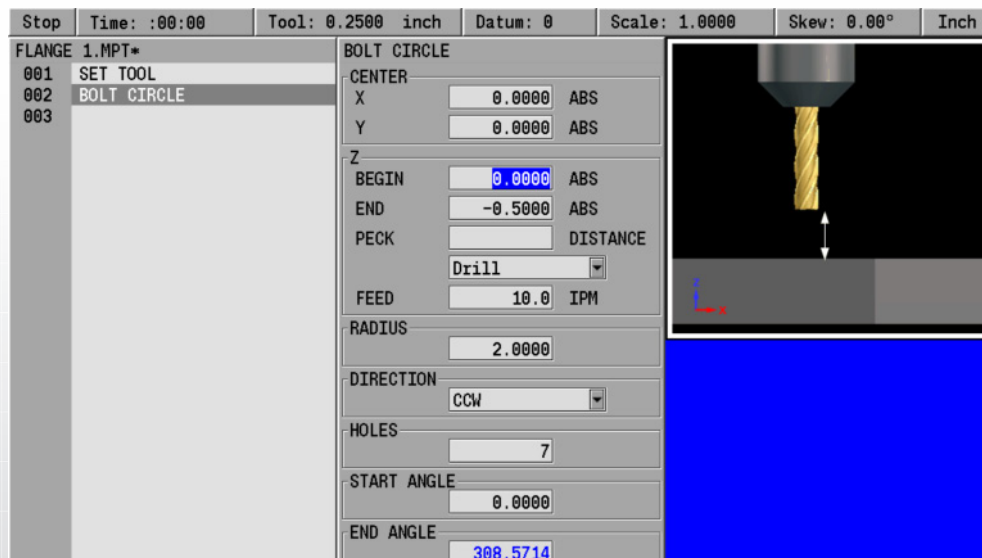 Stop Time: :00:00 Tool: 0.2500 inch Datum: 0 Scale: 1.0000 Skew: 0.00° Inch
FLANGE 1.MPT*
001 SET TOOL
002 BOLT CIRCLE
003
BOLT CIRCLE
CENTER
X 0.0000 ABS
Y 0.0000 ABS
Z
BEGIN 0.0000 ABS
END -0.5000 ABS
PECK DISTANCE
Drill
FEED 10.0 IPM
RADIUS
2.0000
DIRECTION
CCW
HOLES
7
START ANGLE
0.0000
END ANGLE
308.5714
Z
X